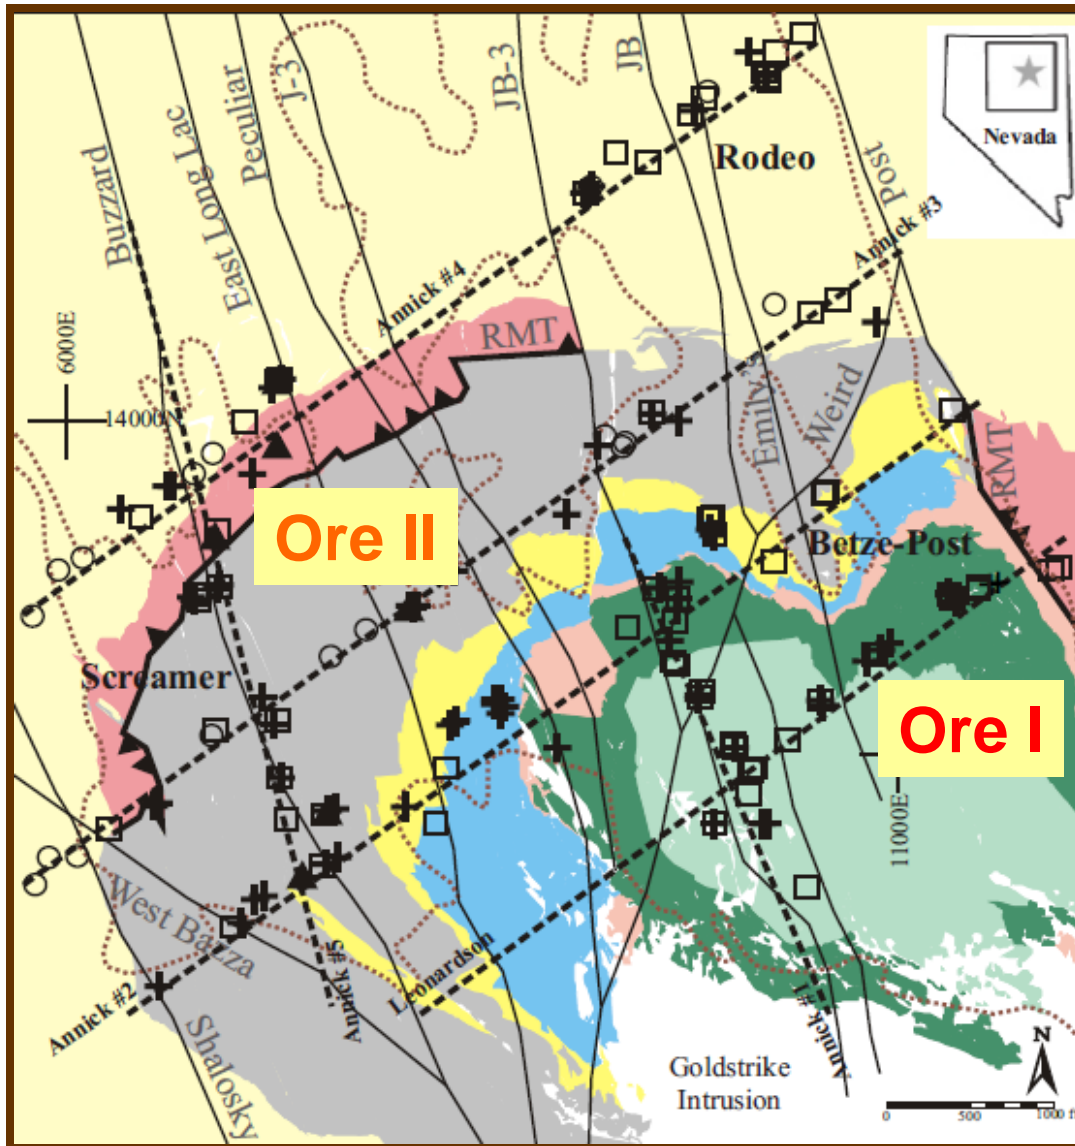 Buzzard
East Long Lac
Peculiar
J-3
JB-3
JB
Rodeo
Post
Nevada
Annick #3
Annick #4
6000E
14000N
RMT
Emily's
Weird
RMT
Ore II
Betze-Post
Screamer
Ore I
11000E
West Bazza
Annick #2
Annick #5
Leonardson
Annick #1
Shalosky
Goldstrike
Intrusion
N
0 500 1000 ft